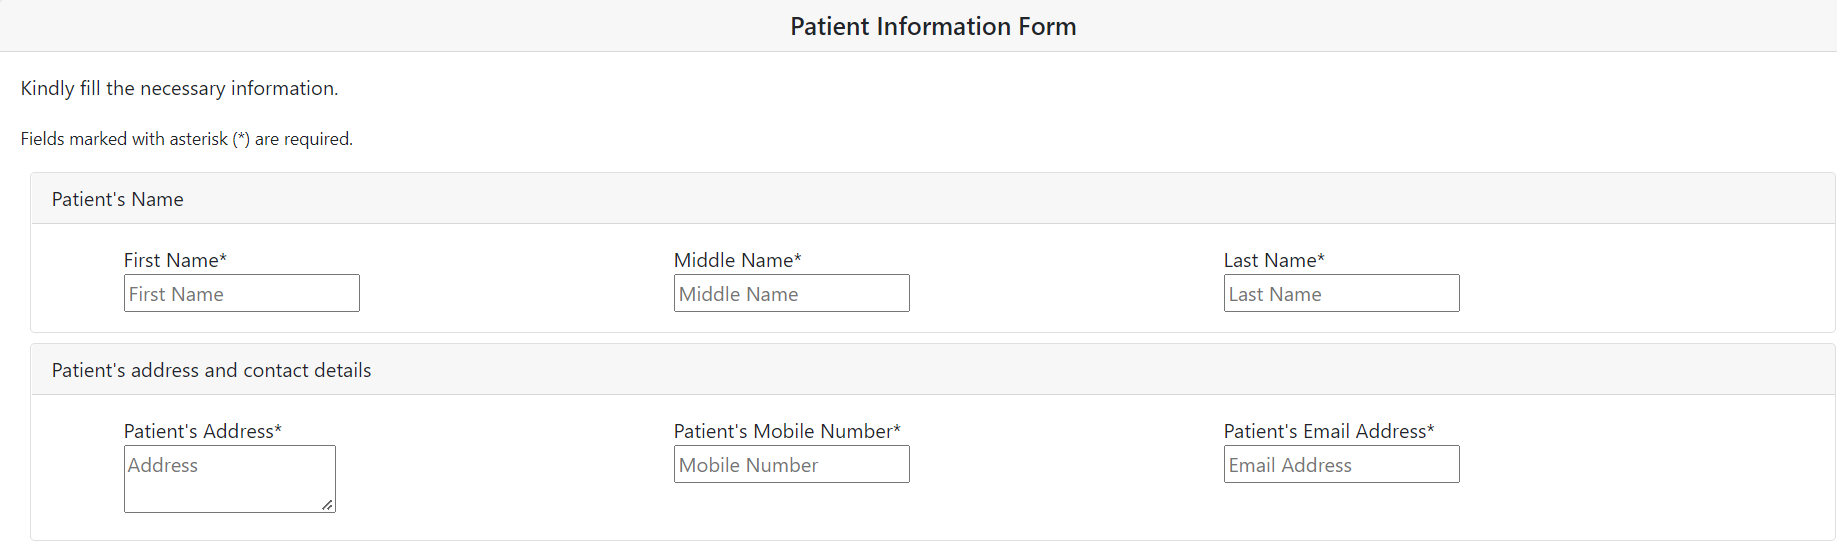 Patient Information Form
Kindly fill the necessary information.
Fields marked with asterisk (*) are required.
Patient's Name
First Name* Middle Name* Last Name*
First Name Middle Name Last Name
Patient's address and contact details
Patient's Address* Patient's Mobile Number* Patient's Email Address*
Address Mobile Number Email Address